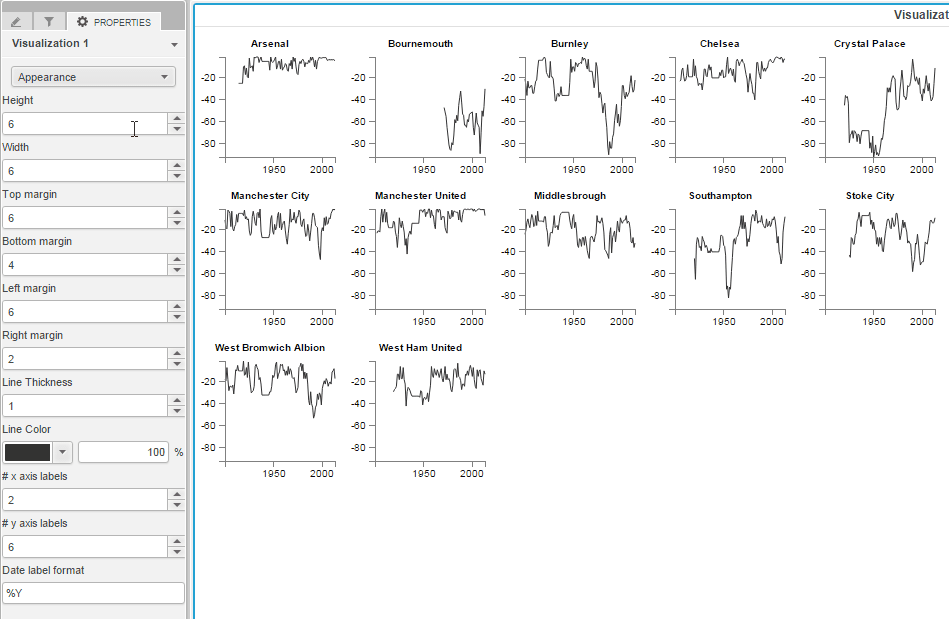 PROPERTIES
Visualization 1
Appearance
Height
6
Width
6
Top margin
6
Bottom margin
4
Left margin
6
Right margin
2
Line Thickness
1
Line Color
100 %
# x axis labels
2
# y axis labels
6
Date label format
%Y
Visualizat
Arsenal Bournemouth Burnley Chelsea Crystal Palace
-20 -20 -20 -20 -20
-40 -40 -40 -40 -40
-60 -60 -60 -60 -60
-80 -80 -80 -80 -80
1950 2000 1950 2000 1950 2000 1950 2000 1950 2000
Manchester City Manchester United Middlesbrough Southampton Stoke City
-20 -20 -20 -20 -20
-40 -40 -40 -40 -40
-60 -60 -60 -60 -60
-80 -80 -80 -80 -80
1950 2000 1950 2000 1950 2000 1950 2000 1950 2000
West Bromwich Albion West Ham United
-20 -20
-40 -40
-60 -60
-80 -80
1950 2000 1950 2000